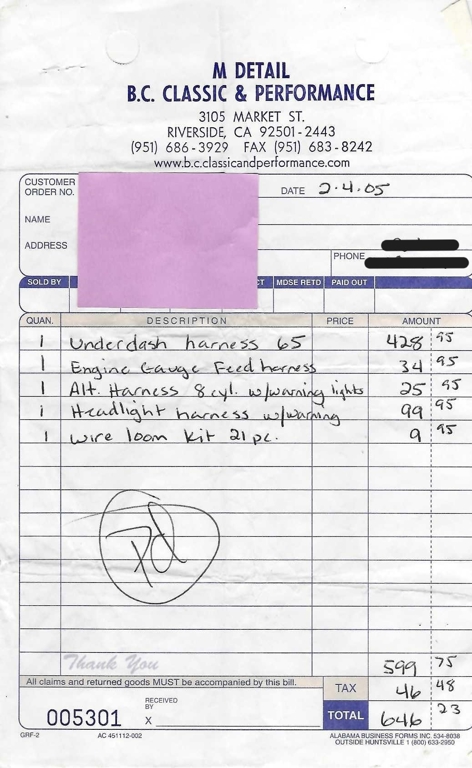 M DETAIL
B.C. CLASSIC & PERFORMANCE
3105 MARKET ST.
RIVERSIDE, CA 92501-2443
(951) 686-3929 FAX (951) 683-8242
www.b.c.classicandperformance.com
CUSTOMER
ORDER NO.
DATE 2.4.05
NAME
ADDRESS
PHONE
SOLD BY CT MDSE RETD PAID OUT
QUAN. DESCRIPTION PRICE AMOUNT
1 Underdash harness 65 428 95
1 Engine Gauge Feed harness 34 95
1 Alt. Harness 8cyl. w/warning lights 25 95
1 Headlight harness w/warning 99 95
1 wire loom kit 21 pc. 9 95
Pd
Thank You 599 75
All claims and returned goods MUST be accompanied by this bill. TAX 46 48
005301 RECEIVED BY X TOTAL 646 23
GRF-2 AC 451112-002 ALABAMA BUSINESS FORMS INC. 534-8038
OUTSIDE HUNTSVILLE 1 (800) 633-2950